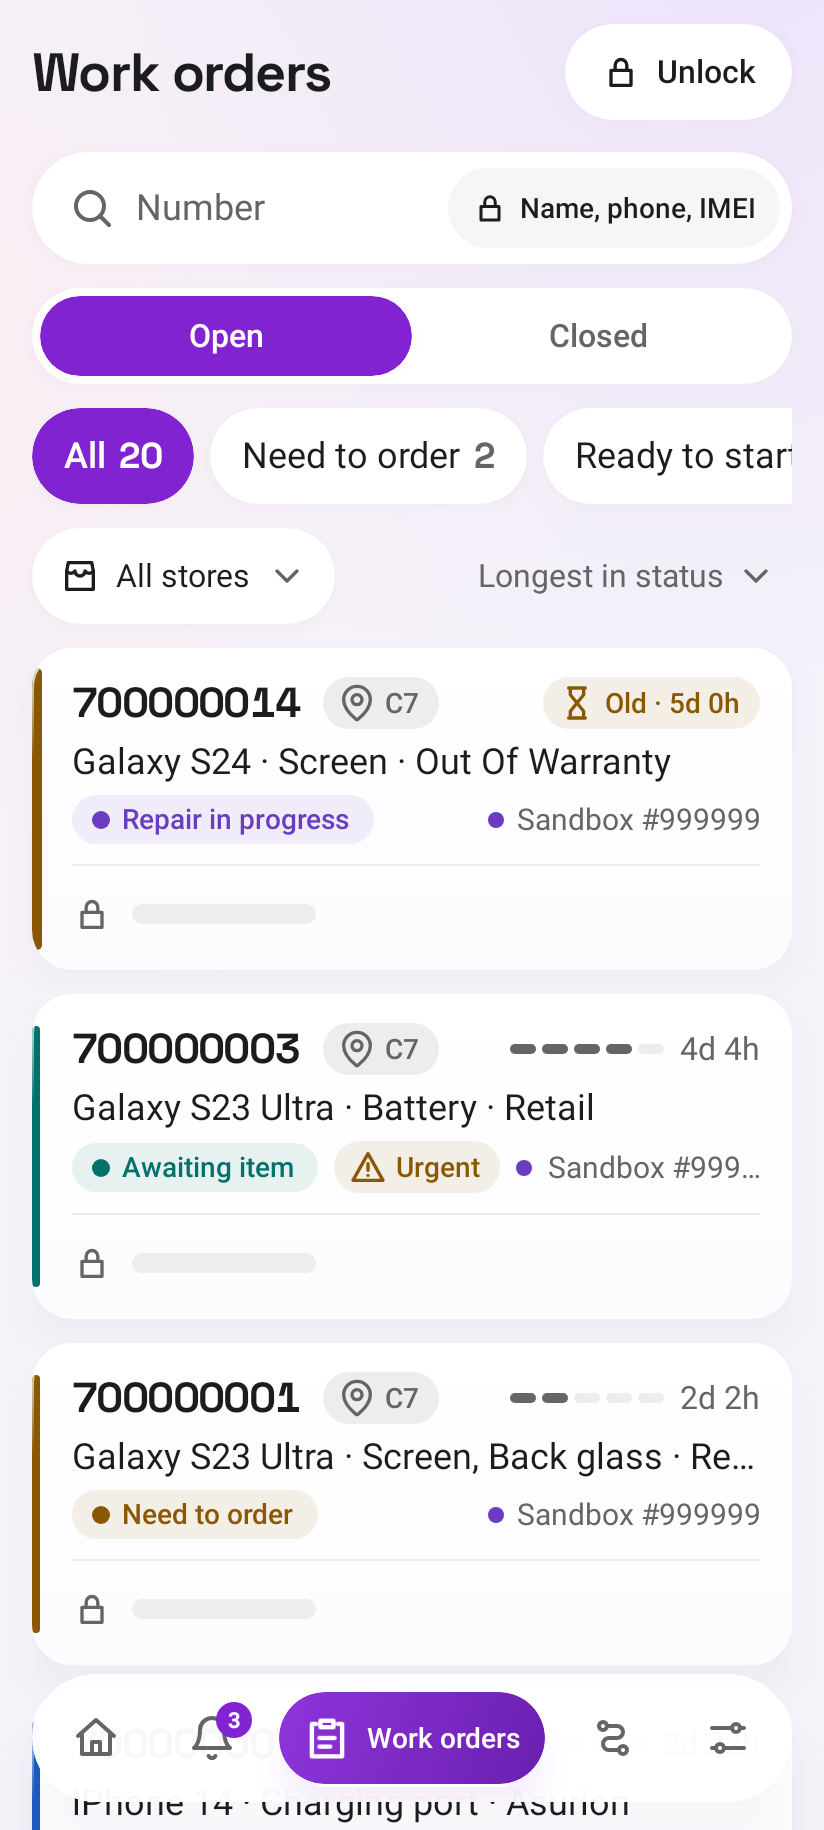 Work orders
Unlock
Number
Name, phone, IMEI
Open
Closed
All 20
Need to order 2
Ready to start
All stores
Longest in status
700000014
C7
Old · 5d 0h
Galaxy S24 · Screen · Out Of Warranty
Repair in progress
Sandbox #999999
700000003
C7
4d 4h
Galaxy S23 Ultra · Battery · Retail
Awaiting item
Urgent
Sandbox #999...
700000001
C7
2d 2h
Galaxy S23 Ultra · Screen, Back glass · Re...
Need to order
Sandbox #999999
3
Work orders
iPhone 14 · Charging port · Asurion